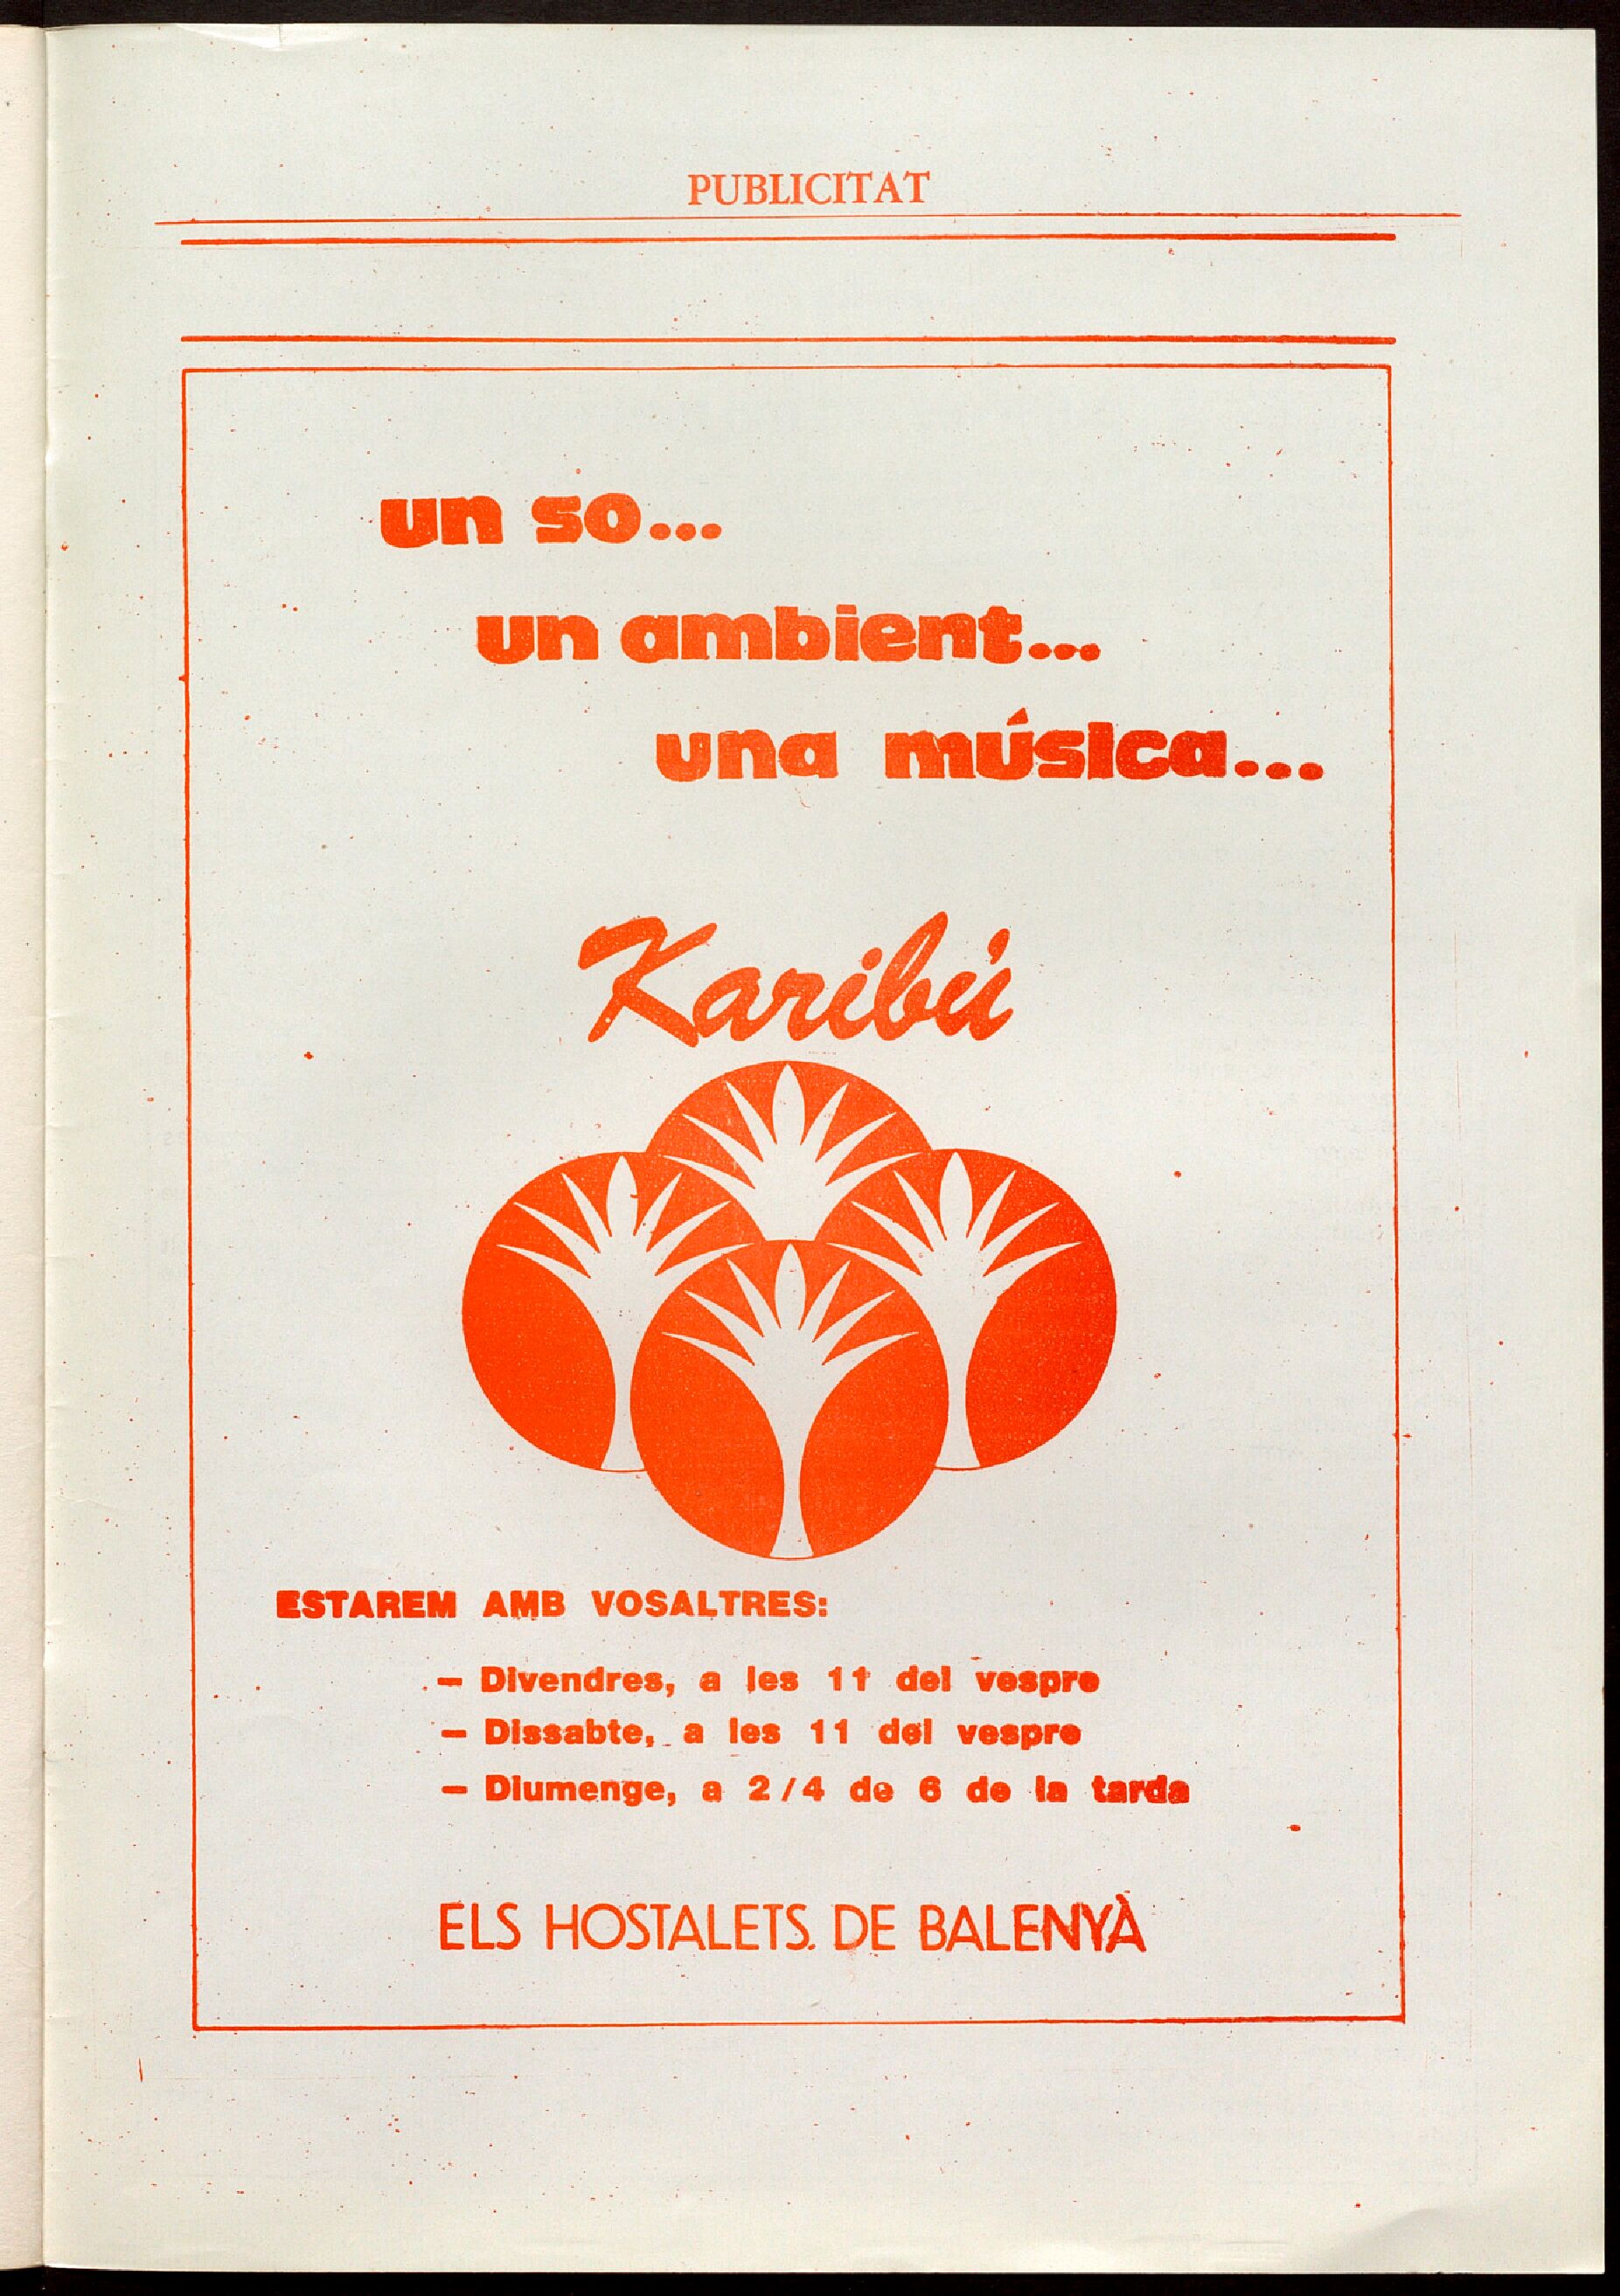 PUBLICITAT
un so...
un ambient...
una música...
Karibú
ESTAREM AMB VOSALTRES:
— Divendres, a les 11 del vespre
— Dissabte, a les 11 del vespre
— Diumenge, a 2/4 de 6 de la tarda
ELS HOSTALETS DE BALENYÀ